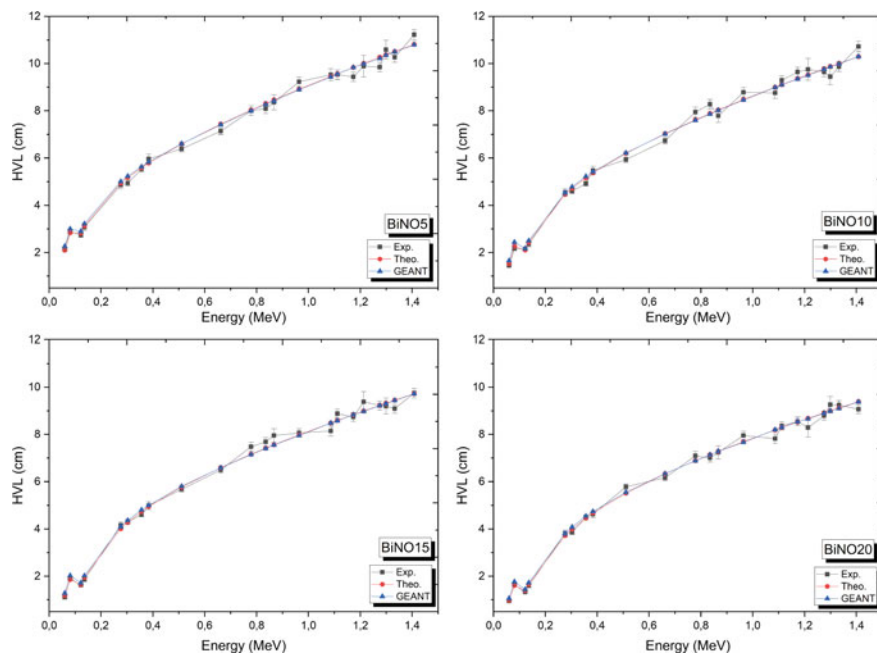 12
10
8
6
4
2
HVL (cm)
BiNO5
Exp.
Theo.
GEANT
0,0 0,2 0,4 0,6 0,8 1,0 1,2 1,4
Energy (MeV)
12
10
8
6
4
2
HVL (cm)
BiNO10
Exp.
Theo.
GEANT
0,0 0,2 0,4 0,6 0,8 1,0 1,2 1,4
Energy (MeV)
12
10
8
6
4
2
HVL (cm)
BiNO15
Exp.
Theo.
GEANT
0,0 0,2 0,4 0,6 0,8 1,0 1,2 1,4
Energy (MeV)
12
10
8
6
4
2
HVL (cm)
BiNO20
Exp.
Theo.
GEANT
0,0 0,2 0,4 0,6 0,8 1,0 1,2 1,4
Energy (MeV)